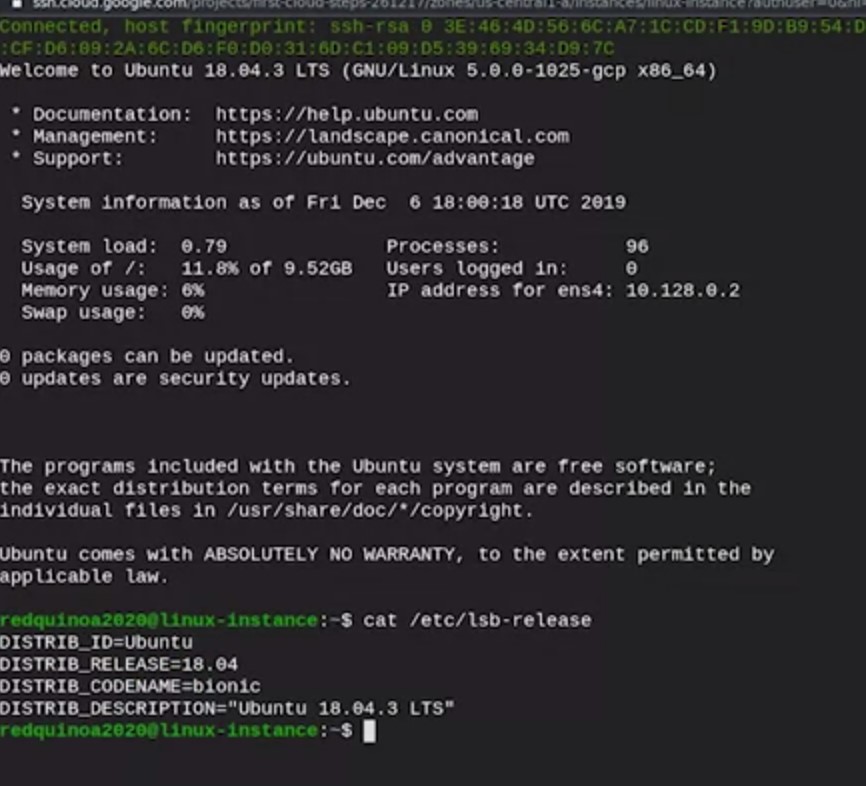 ssh.cloud.google.com/projects/first-cloud-steps-261217/zones/us-central1-a/instances/linux-instance?authuser=0&hl
Connected, host fingerprint: ssh-rsa 0 3E:46:4D:56:6C:A7:1C:CD:F1:9D:B9:54:D
:CF:D6:09:2A:6C:D6:F0:D0:31:6D:C1:09:D5:39:69:34:D9:7C
Welcome to Ubuntu 18.04.3 LTS (GNU/Linux 5.0.0-1025-gcp x86_64)
* Documentation: https://help.ubuntu.com
* Management: https://landscape.canonical.com
* Support: https://ubuntu.com/advantage
System information as of Fri Dec 6 18:00:18 UTC 2019
System load: 0.79 Processes: 96
Usage of /: 11.8% of 9.52GB Users logged in: 0
Memory usage: 6% IP address for ens4: 10.128.0.2
Swap usage: 0%
0 packages can be updated.
0 updates are security updates.
The programs included with the Ubuntu system are free software;
the exact distribution terms for each program are described in the
individual files in /usr/share/doc/*/copyright.
Ubuntu comes with ABSOLUTELY NO WARRANTY, to the extent permitted by
applicable law.
redquinoa2020@linux-instance:~$ cat /etc/lsb-release
DISTRIB_ID=Ubuntu
DISTRIB_RELEASE=18.04
DISTRIB_CODENAME=bionic
DISTRIB_DESCRIPTION="Ubuntu 18.04.3 LTS"
redquinoa2020@linux-instance:~$